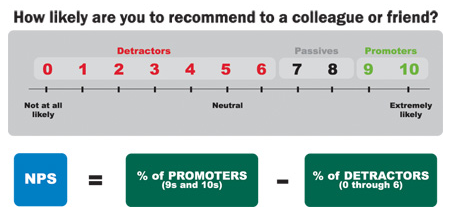 How likely are you to recommend to a colleague or friend?
Detractors Passives Promoters
0 1 2 3 4 5 6 7 8 9 10
Not at all likely Neutral Extremely likely
NPS = % of PROMOTERS (9s and 10s) - % of DETRACTORS (0 through 6)